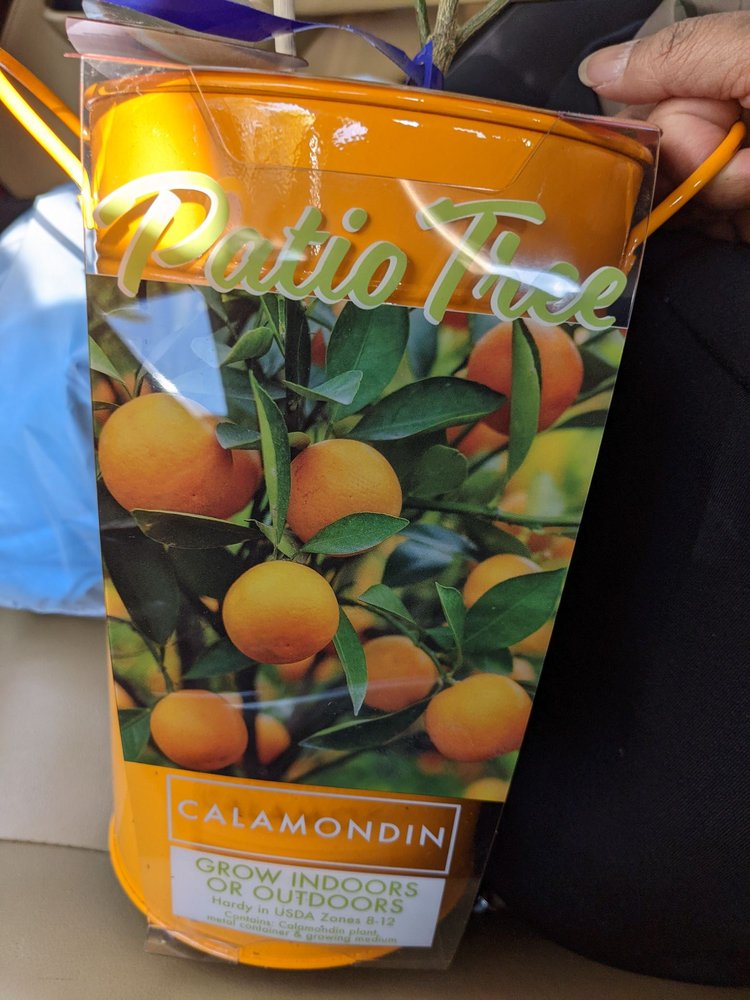 Patio Tree
CALAMONDIN
GROW INDOORS
OR OUTDOORS
Hardy in USDA Zones 8-12
Contains: Calamondin plant,
metal container & growing medium